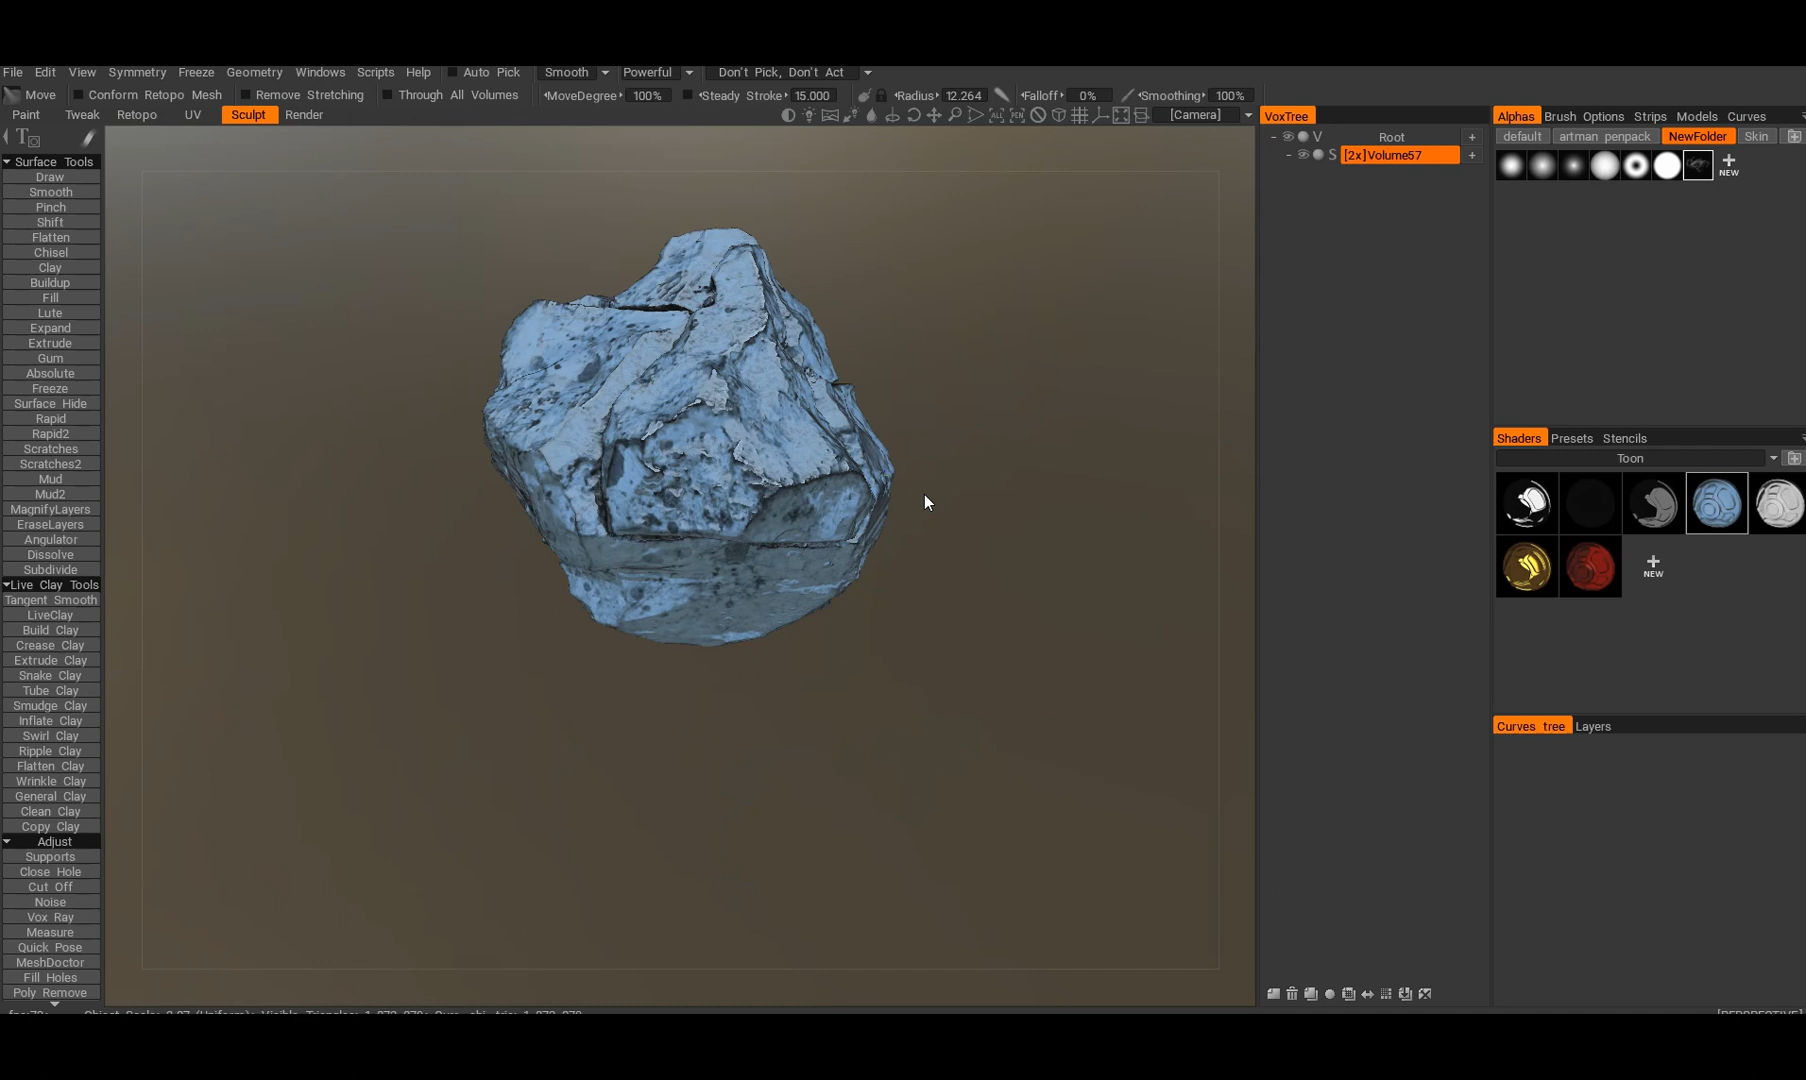 File Edit View Symmetry Freeze Geometry Windows Scripts Help Auto Pick Smooth Powerful Don't Pick, Don't Act
Move Conform Retopo Mesh Remove Stretching Through All Volumes MoveDegree 100% Steady Stroke 15.000 Radius 12.264 Falloff 0% Smoothing 100%
Paint Tweak Retopo UV Sculpt Render [Camera]
Surface Tools
Draw
Smooth
Pinch
Shift
Flatten
Chisel
Clay
Buildup
Fill
Lute
Expand
Extrude
Gum
Absolute
Freeze
Surface Hide
Rapid
Rapid2
Scratches
Scratches2
Mud
Mud2
MagnifyLayers
EraseLayers
Angulator
Dissolve
Subdivide
Live Clay Tools
Tangent Smooth
LiveClay
Build Clay
Crease Clay
Extrude Clay
Snake Clay
Tube Clay
Smudge Clay
Inflate Clay
Swirl Clay
Ripple Clay
Flatten Clay
Wrinkle Clay
General Clay
Clean Clay
Copy Clay
Adjust
Supports
Close Hole
Cut Off
Noise
Vox Ray
Measure
Quick Pose
MeshDoctor
Fill Holes
Poly Remove
VoxTree
V Root +
S [2x]Volume57 +
Alphas Brush Options Strips Models Curves
default artman penpack NewFolder Skin
NEW
Shaders Presets Stencils
Toon
NEW
Curves tree Layers